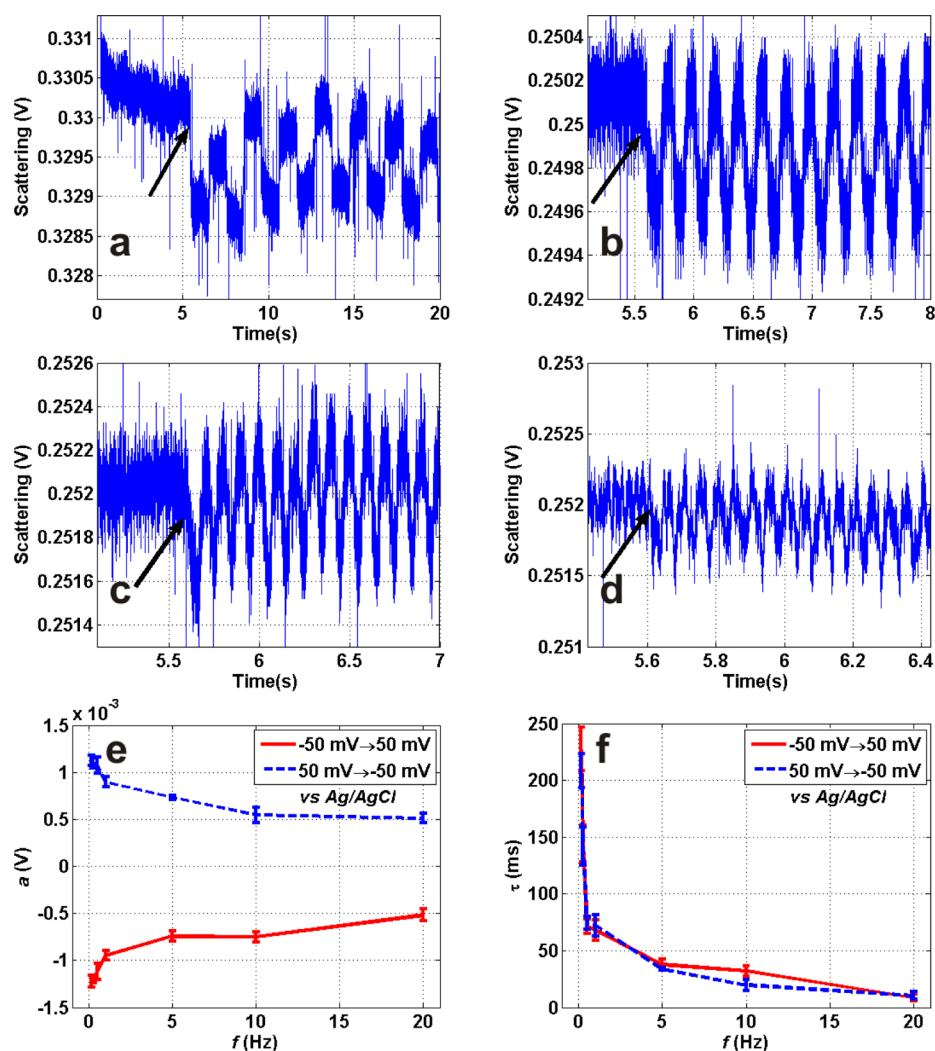 0.331
0.3305
0.33
0.3295
0.329
0.3285
0.328
Scattering (V)
a
0 5 10 15 20
Time(s)
0.2504
0.2502
0.25
0.2498
0.2496
0.2494
0.2492
Scattering (V)
b
5.5 6 6.5 7 7.5 8
Time(s)
0.2526
0.2524
0.2522
0.252
0.2518
0.2516
0.2514
Scattering (V)
c
5.5 6 6.5 7
Time(s)
0.253
0.2525
0.252
0.2515
0.251
Scattering (V)
d
5.6 5.8 6 6.2 6.4
Time(s)
x 10⁻³
1.5
1
0.5
0
-0.5
-1
-1.5
a (V)
e
-50 mV→50 mV
50 mV→-50 mV
vs Ag/AgCl
0 5 10 15 20
f (Hz)
250
200
150
100
50
0
τ (ms)
f
-50 mV→50 mV
50 mV→-50 mV
vs Ag/AgCl
0 5 10 15 20
f (Hz)